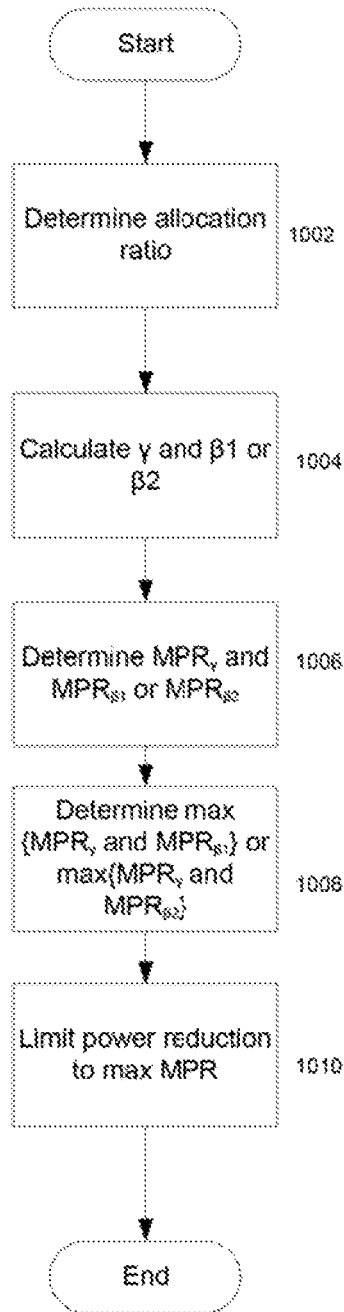 Start
Determine allocation
ratio
1002
Calculate γ and β1 or
β2
1004
Determine MPRγ and
MPRβ1 or MPRβ2
1006
Determine max
{MPRγ and MPRβ1} or
max{MPRγ and
MPRβ2}
1008
Limit power reduction
to max MPR
1010
End